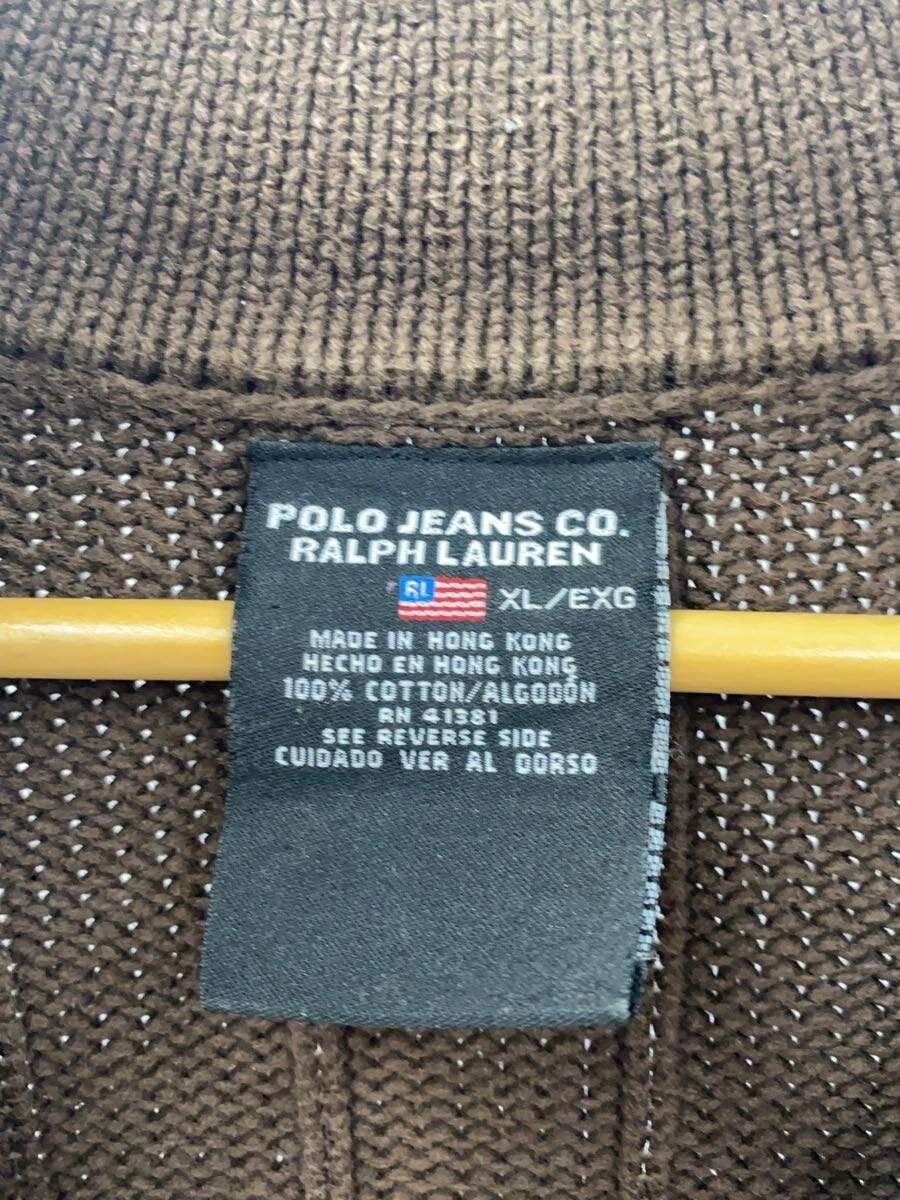 POLO JEANS CO.
RALPH LAUREN
RL XL/EXG
MADE IN HONG KONG
HECHO EN HONG KONG
100% COTTON/ALGODÓN
RN 41381
SEE REVERSE SIDE
CUIDADO VER AL DORSO